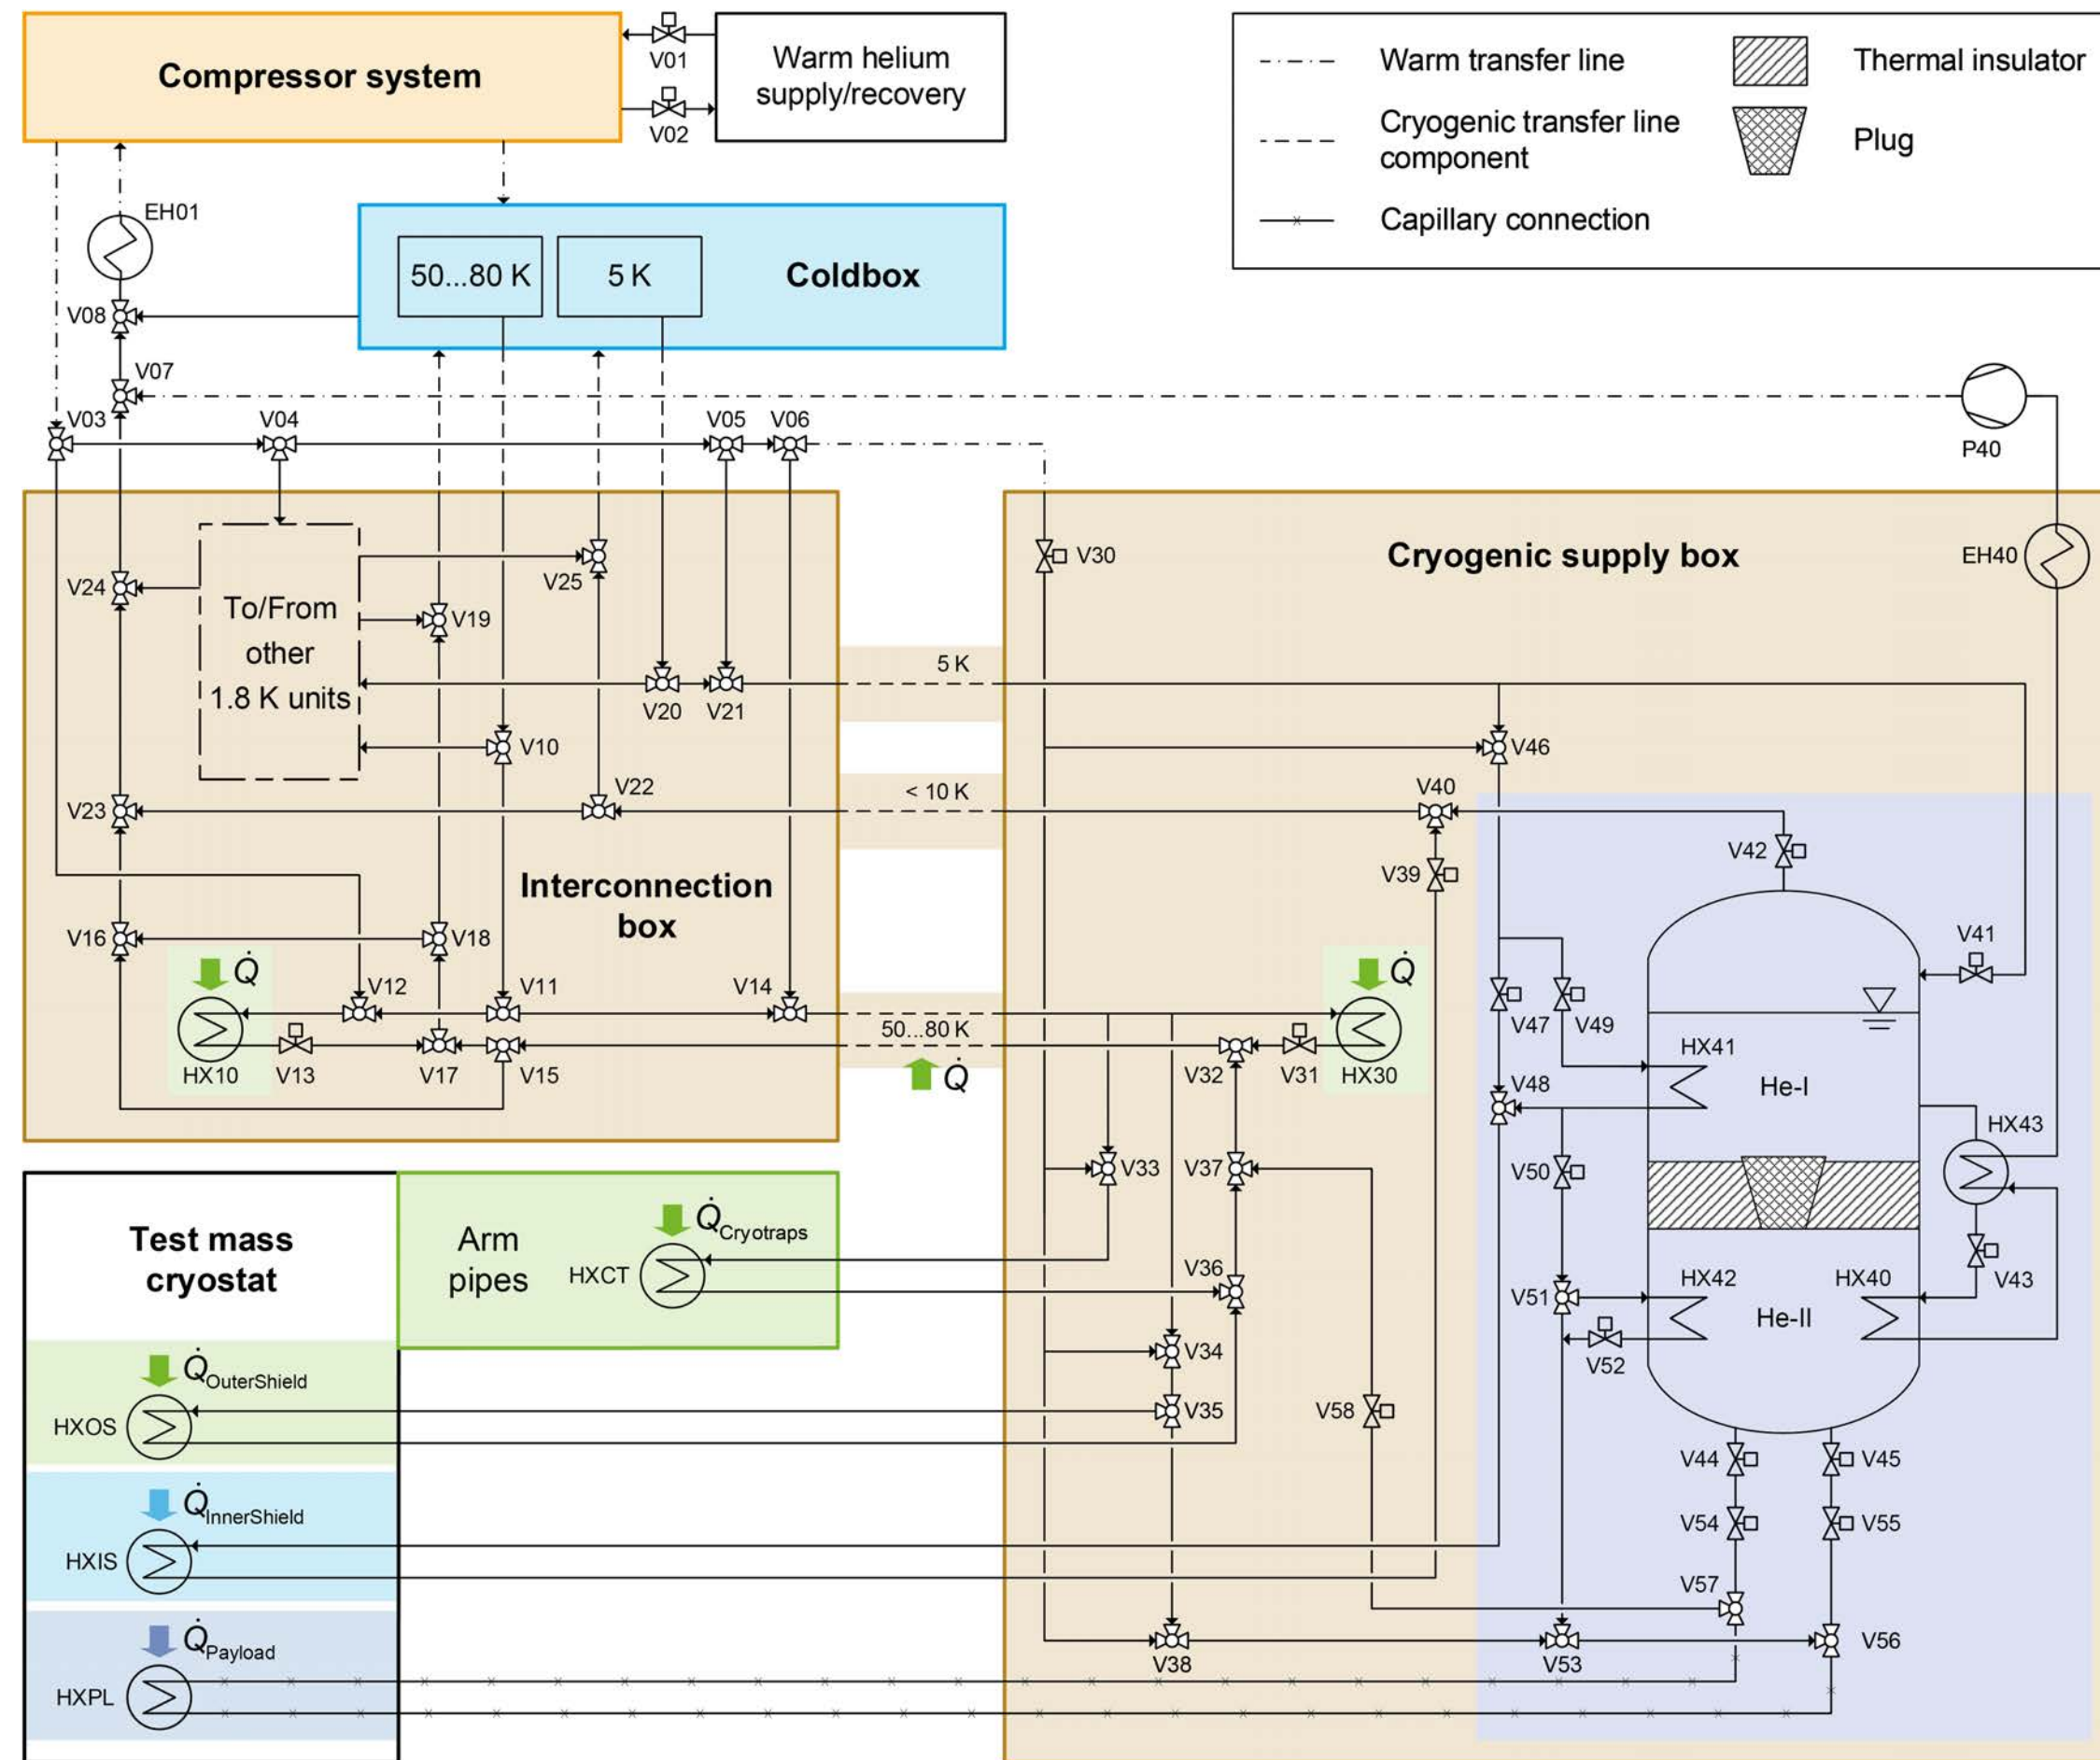 Compressor system
V01
V02
Warm helium
supply/recovery
Warm transfer line
Cryogenic transfer line
component
Capillary connection
Thermal insulator
Plug
EH01
50...80 K
5 K
Coldbox
V08
V07
V03
V04
V05
V06
P40
V30
Cryogenic supply box
EH40
V24
To/From
other
1.8 K units
V25
V19
5 K
V20
V21
V10
V46
V23
V22
< 10 K
V40
V42
V39
Interconnection
box
V16
V18
V41
Q̇
V12
V11
V14
Q̇
V47
V49
50...80 K
HX10
V13
V17
V15
Q̇
V32
V31
HX30
HX41
V48
He-I
HX43
V33
V37
V50
Test mass
cryostat
Arm
pipes
Q̇Cryotraps
HXCT
V36
V51
HX42
HX40
V43
He-II
V34
V52
Q̇OuterShield
HXOS
V35
V58
V44
V45
Q̇InnerShield
V54
V55
HXIS
V57
Q̇Payload
V38
V53
V56
HXPL